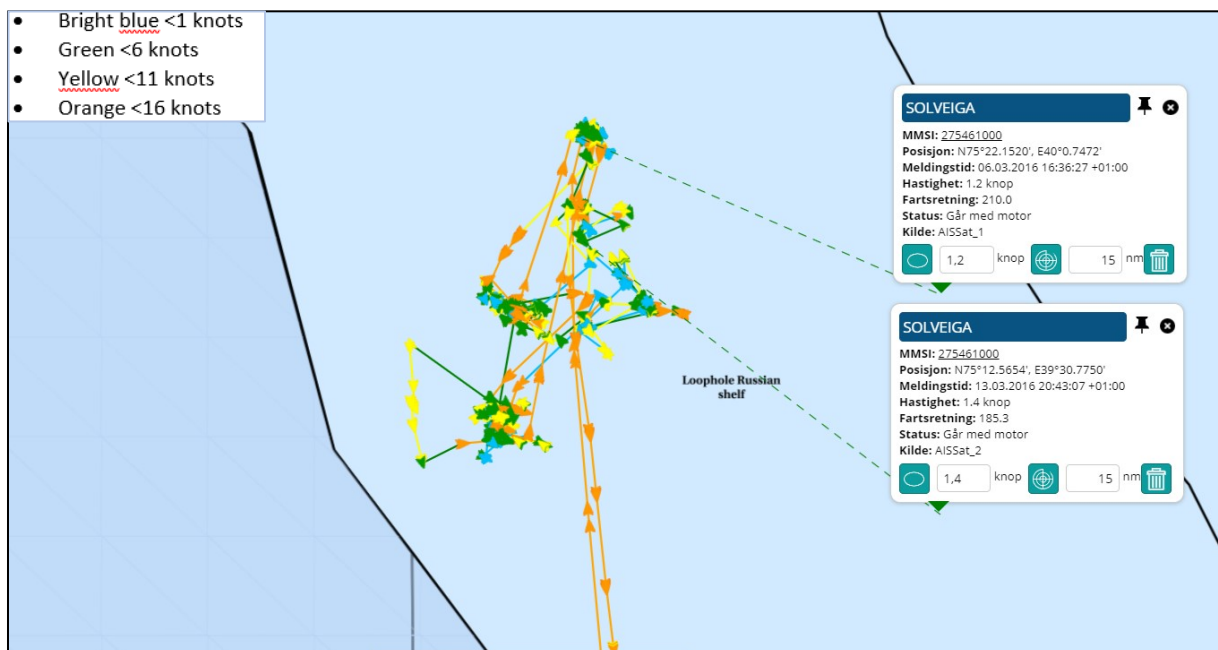 Bright blue <1 knots
Green <6 knots
Yellow <11 knots
Orange <16 knots
SOLVEIGA
MMSI: 275461000
Posisjon: N75°22.1520', E40°0.7472'
Meldingstid: 06.03.2016 16:36:27 +01:00
Hastighet: 1.2 knop
Fartsretning: 210.0
Status: Går med motor
Kilde: AISSat_1
1,2 knop 15 nm
SOLVEIGA
MMSI: 275461000
Posisjon: N75°12.5654', E39°30.7750'
Meldingstid: 13.03.2016 20:43:07 +01:00
Hastighet: 1.4 knop
Fartsretning: 185.3
Status: Går med motor
Kilde: AISSat_2
1,4 knop 15 nm
Loophole Russian
shelf